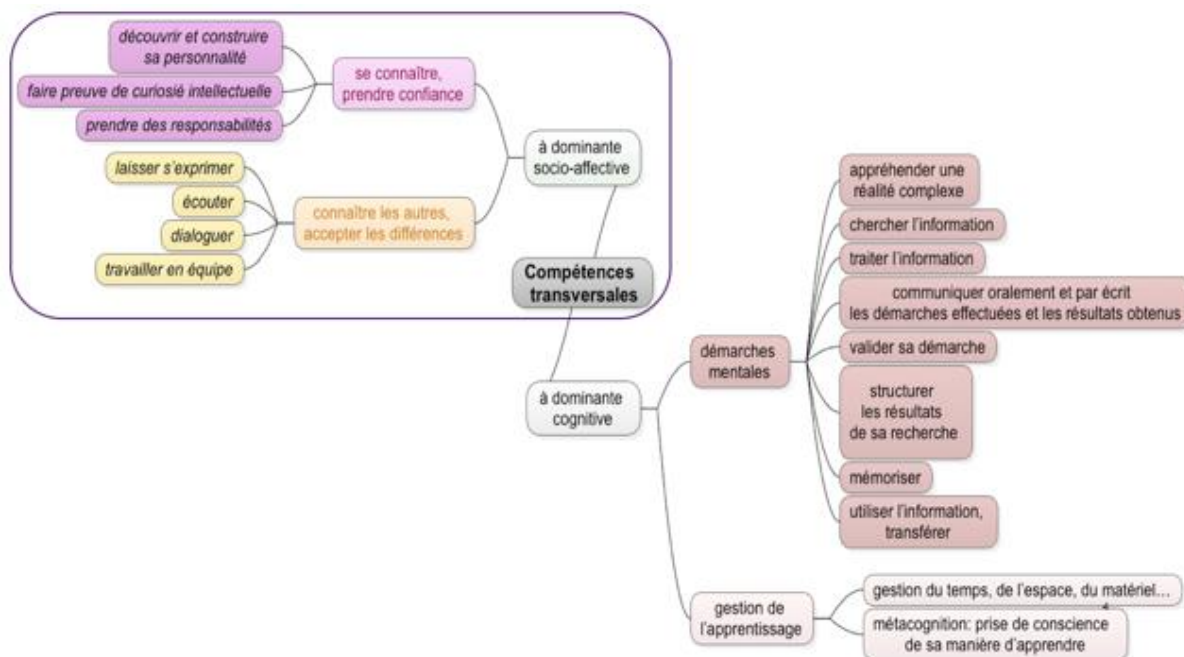 découvrir et construire
sa personnalité
faire preuve de curiosié intellectuelle
prendre des responsabilités
se connaître,
prendre confiance
laisser s'exprimer
écouter
dialoguer
travailler en équipe
connaître les autres,
accepter les différences
à dominante
socio-affective
Compétences
transversales
à dominante
cognitive
démarches
mentales
appréhender une
réalité complexe
chercher l'information
traiter l'information
communiquer oralement et par écrit
les démarches effectuées et les résultats obtenus
valider sa démarche
structurer
les résultats
de sa recherche
mémoriser
utiliser l'information,
transférer
gestion de
l'apprentissage
gestion du temps, de l'espace, du matériel…
4
métacognition: prise de conscience
de sa manière d'apprendre